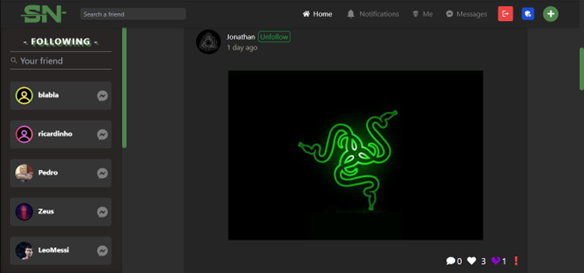 SN
Search a friend
Home
Notifications
Me
Messages
- FOLLOWING -
Your friend
blabla
ricardinho
Pedro
Zeus
LeoMessi
Jonathan Unfollow
1 day ago
0 3 1